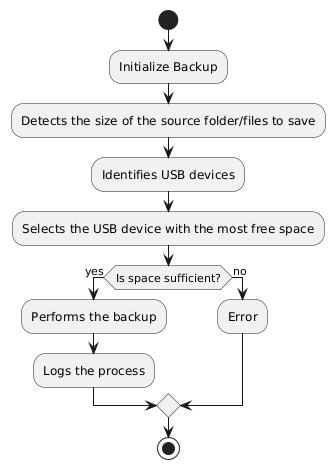 Initialize Backup
Detects the size of the source folder/files to save
Identifies USB devices
Selects the USB device with the most free space
Is space sufficient?
yes
no
Performs the backup
Error
Logs the process